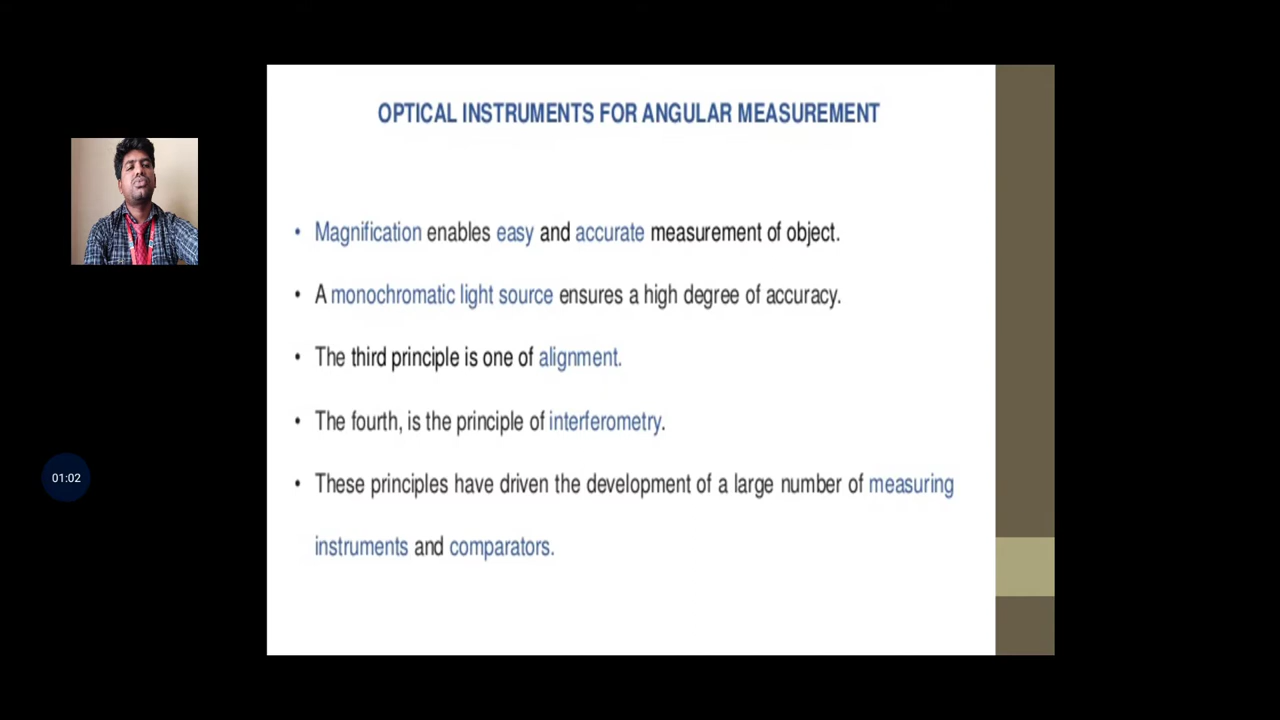 OPTICAL INSTRUMENTS FOR ANGULAR MEASUREMENT
• Magnification enables easy and accurate measurement of object.
• A monochromatic light source ensures a high degree of accuracy.
• The third principle is one of alignment.
• The fourth, is the principle of interferometry.
• These principles have driven the development of a large number of measuring
instruments and comparators.
01:02